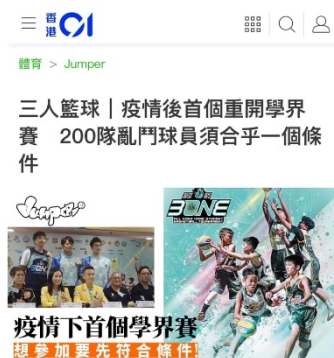 香港01
體育 > Jumper
三人籃球｜疫情後首個重開學界
賽　200隊亂鬥球員須合乎一個條
件
Jumper
3BONE
疫情下首個學界賽
想參加要先符合條件!